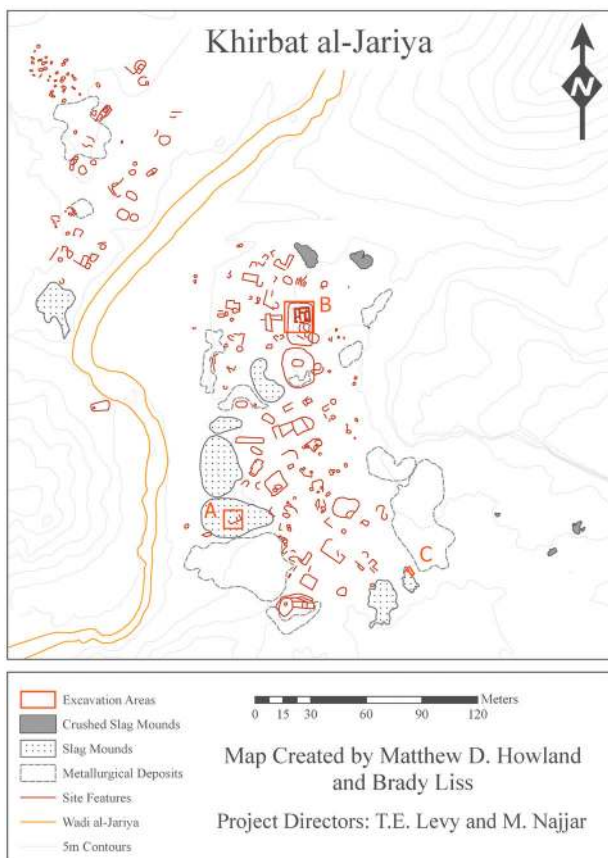 Khirbat al-Jariya
N
B
A
C
Excavation Areas
Crushed Slag Mounds
Slag Mounds
Metallurgical Deposits
Site Features
Wadi al-Jariya
5m Contours
Meters
0 15 30 60 90 120
Map Created by Matthew D. Howland
and Brady Liss
Project Directors: T.E. Levy and M. Najjar